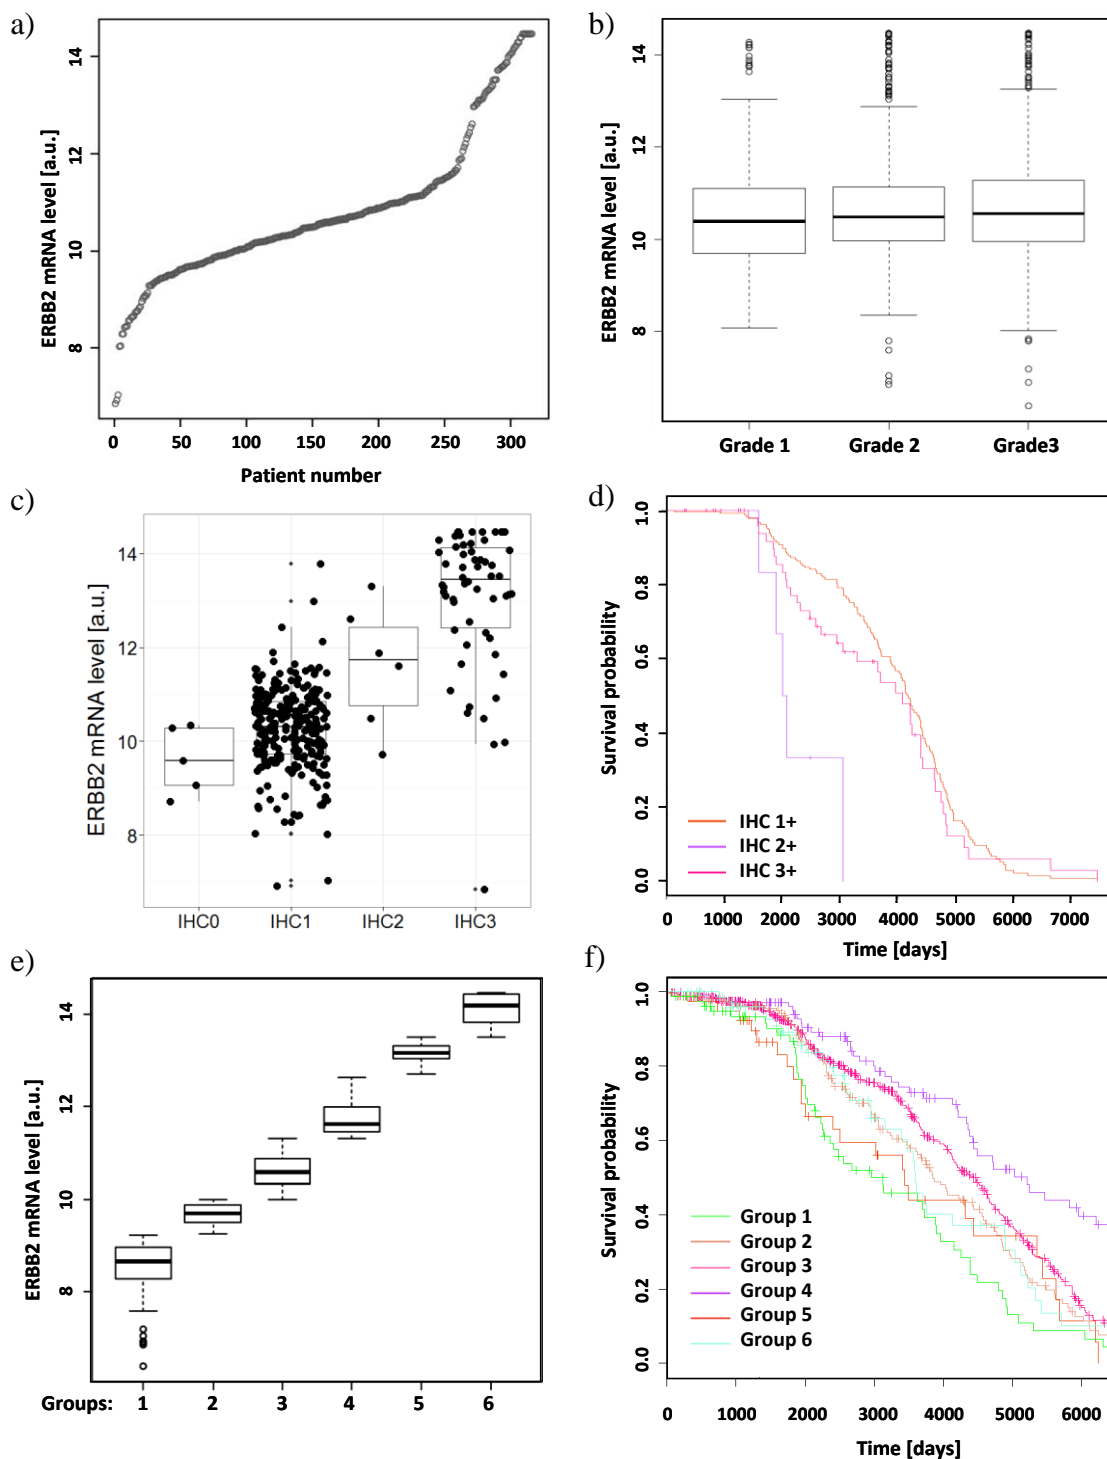 a)
ERBB2 mRNA level [a.u.]
14
12
10
8
0 50 100 150 200 250 300
Patient number
b)
ERBB2 mRNA level [a.u.]
14
12
10
8
Grade 1 Grade 2 Grade3
c)
ERBB2 mRNA level [a.u.]
14
12
10
8
IHC0 IHC1 IHC2 IHC3
d)
Survival probability
1.0
0.8
0.6
0.4
0.2
0.0
IHC 1+
IHC 2+
IHC 3+
0 1000 2000 3000 4000 5000 6000 7000
Time [days]
e)
ERBB2 mRNA level [a.u.]
14
12
10
8
Groups: 1 2 3 4 5 6
f)
Survival probability
1.0
0.8
0.6
0.4
0.2
0.0
Group 1
Group 2
Group 3
Group 4
Group 5
Group 6
0 1000 2000 3000 4000 5000 6000
Time [days]